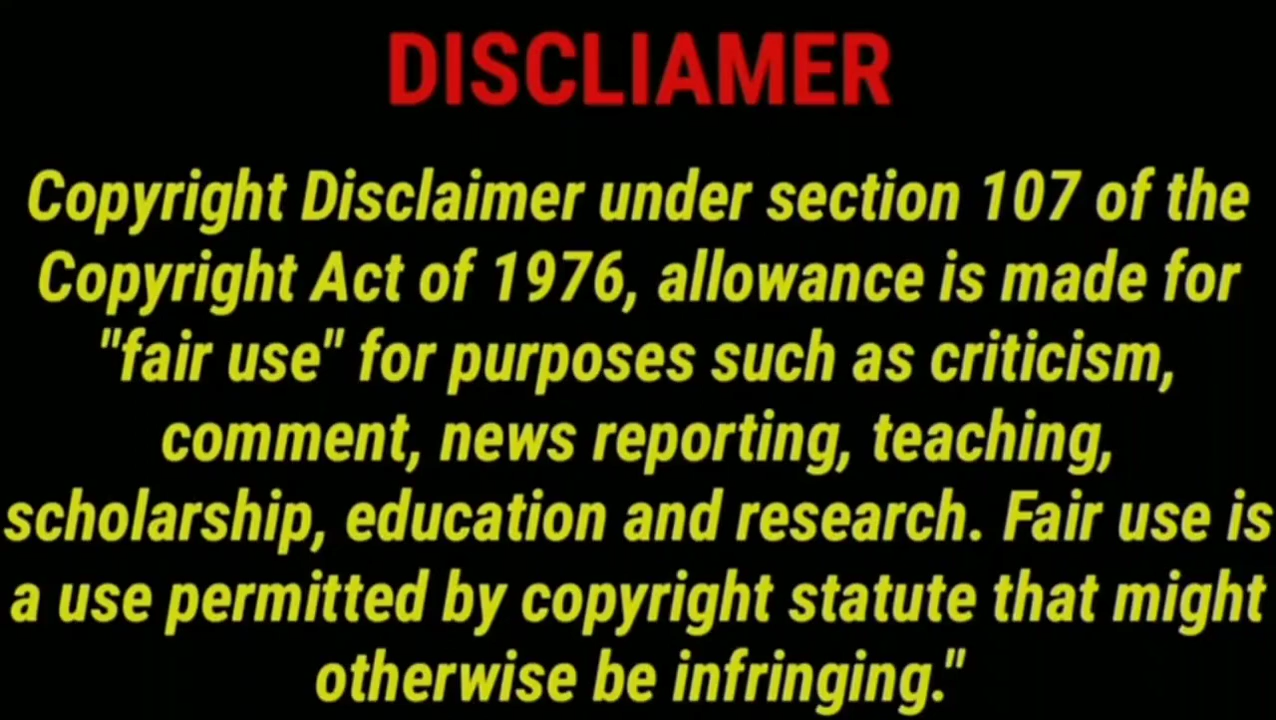 DISCLIAMER
Copyright Disclaimer under section 107 of the
Copyright Act of 1976, allowance is made for
"fair use" for purposes such as criticism,
comment, news reporting, teaching,
scholarship, education and research. Fair use is
a use permitted by copyright statute that might
otherwise be infringing."